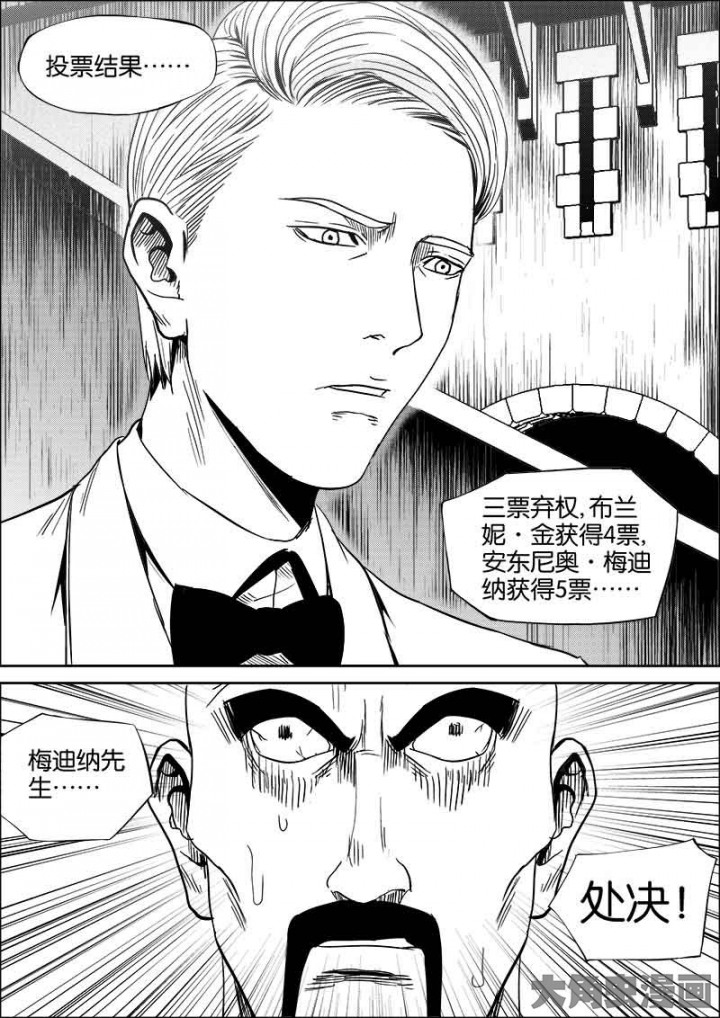 投票结果……
三票弃权，布兰
妮·金获得4票，
安东尼奥·梅迪
纳获得5票……
梅迪纳先
生……
处决！
大角虫漫画